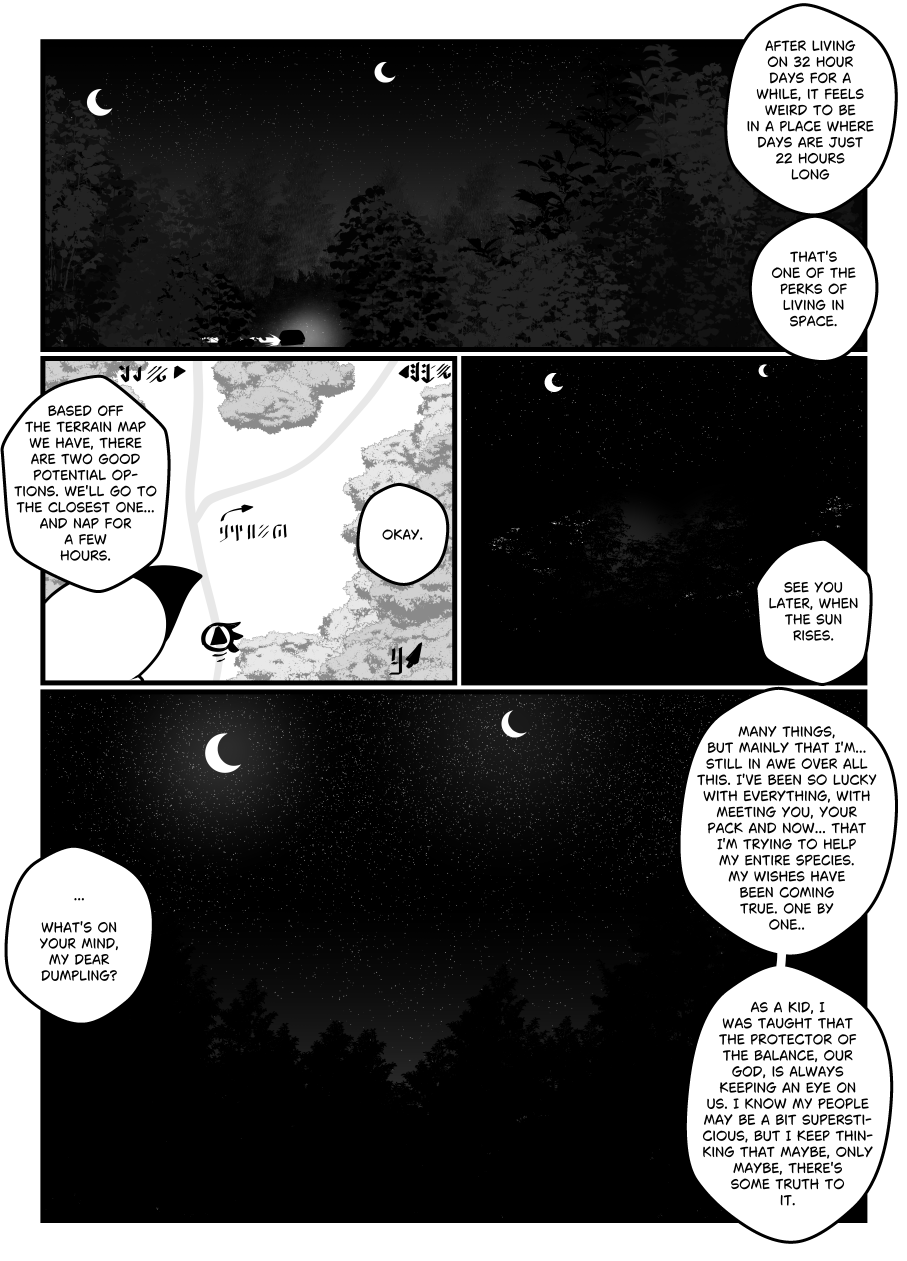 AFTER LIVING
ON 32 HOUR
DAYS FOR A
WHILE, IT FEELS
WEIRD TO BE
IN A PLACE WHERE
DAYS ARE JUST
22 HOURS
LONG
THAT'S
ONE OF THE
PERKS OF
LIVING IN
SPACE.
BASED OFF
THE TERRAIN MAP
WE HAVE, THERE
ARE TWO GOOD
POTENTIAL OP-
TIONS. WE'LL GO TO
THE CLOSEST ONE...
AND NAP FOR
A FEW
HOURS.
OKAY.
SEE YOU
LATER, WHEN
THE SUN
RISES.
...
WHAT'S ON
YOUR MIND,
MY DEAR
DUMPLING?
MANY THINGS,
BUT MAINLY THAT I'M...
STILL IN AWE OVER ALL
THIS. I'VE BEEN SO LUCKY
WITH EVERYTHING, WITH
MEETING YOU, YOUR
PACK AND NOW... THAT
I'M TRYING TO HELP
MY ENTIRE SPECIES.
MY WISHES HAVE
BEEN COMING
TRUE. ONE BY
ONE..
AS A KID, I
WAS TAUGHT THAT
THE PROTECTOR OF
THE BALANCE, OUR
GOD, IS ALWAYS
KEEPING AN EYE ON
US. I KNOW MY PEOPLE
MAY BE A BIT SUPERSTI-
CIOUS, BUT I KEEP THIN-
KING THAT MAYBE, ONLY
MAYBE, THERE'S
SOME TRUTH TO
IT.